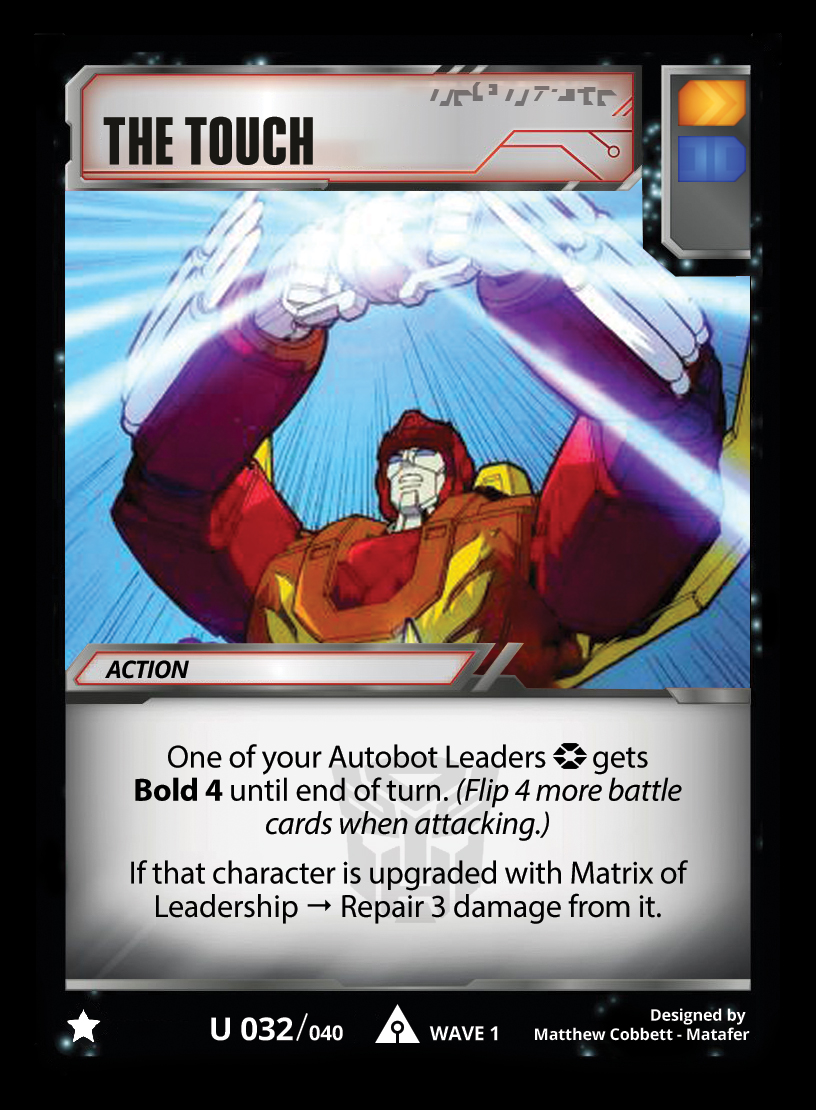 THE TOUCH
ACTION
One of your Autobot Leaders gets
Bold 4 until end of turn. (Flip 4 more battle
cards when attacking.)
If that character is upgraded with Matrix of
Leadership → Repair 3 damage from it.
U 032/040
WAVE 1
Designed by
Matthew Cobbett - Matafer